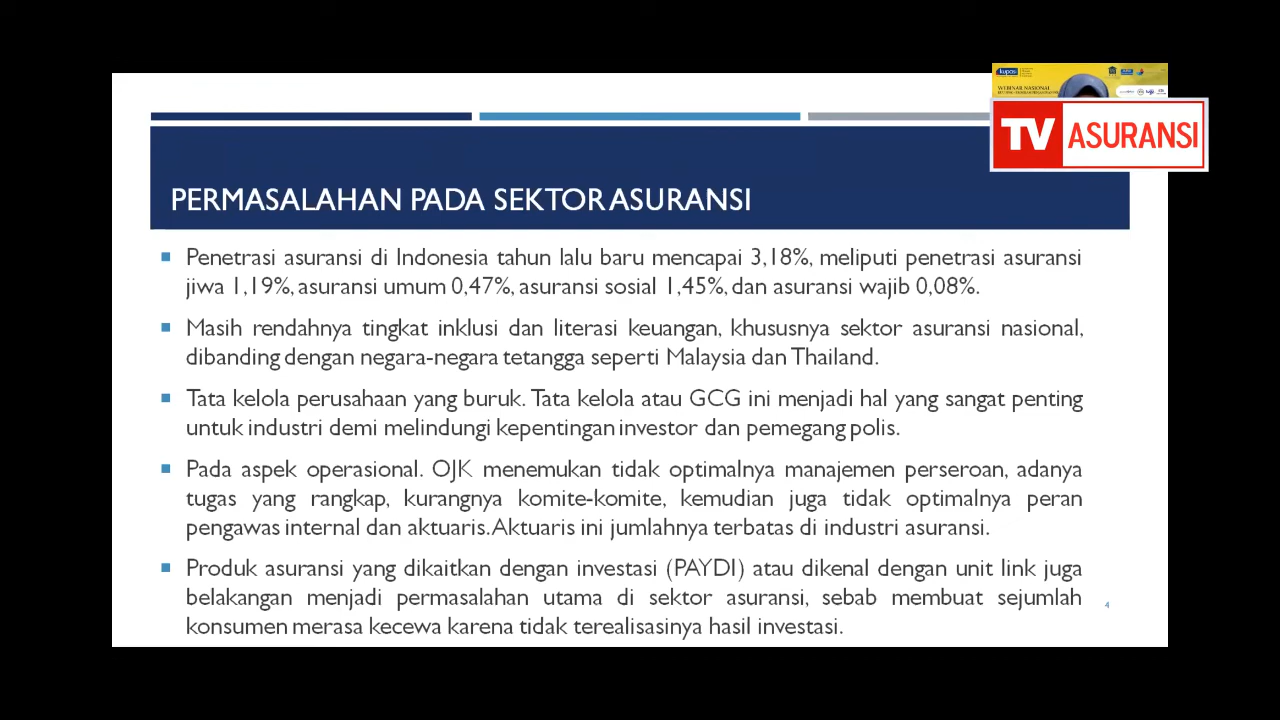 kupasi
WEBINAR NASIONAL
TV ASURANSI
PERMASALAHAN PADA SEKTOR ASURANSI
Penetrasi asuransi di Indonesia tahun lalu baru mencapai 3,18%, meliputi penetrasi asuransi
jiwa 1,19%, asuransi umum 0,47%, asuransi sosial 1,45%, dan asuransi wajib 0,08%.
Masih rendahnya tingkat inklusi dan literasi keuangan, khususnya sektor asuransi nasional,
dibanding dengan negara-negara tetangga seperti Malaysia dan Thailand.
Tata kelola perusahaan yang buruk. Tata kelola atau GCG ini menjadi hal yang sangat penting
untuk industri demi melindungi kepentingan investor dan pemegang polis.
Pada aspek operasional. OJK menemukan tidak optimalnya manajemen perseroan, adanya
tugas yang rangkap, kurangnya komite-komite, kemudian juga tidak optimalnya peran
pengawas internal dan aktuaris. Aktuaris ini jumlahnya terbatas di industri asuransi.
Produk asuransi yang dikaitkan dengan investasi (PAYDI) atau dikenal dengan unit link juga
belakangan menjadi permasalahan utama di sektor asuransi, sebab membuat sejumlah
konsumen merasa kecewa karena tidak terealisasinya hasil investasi.
4